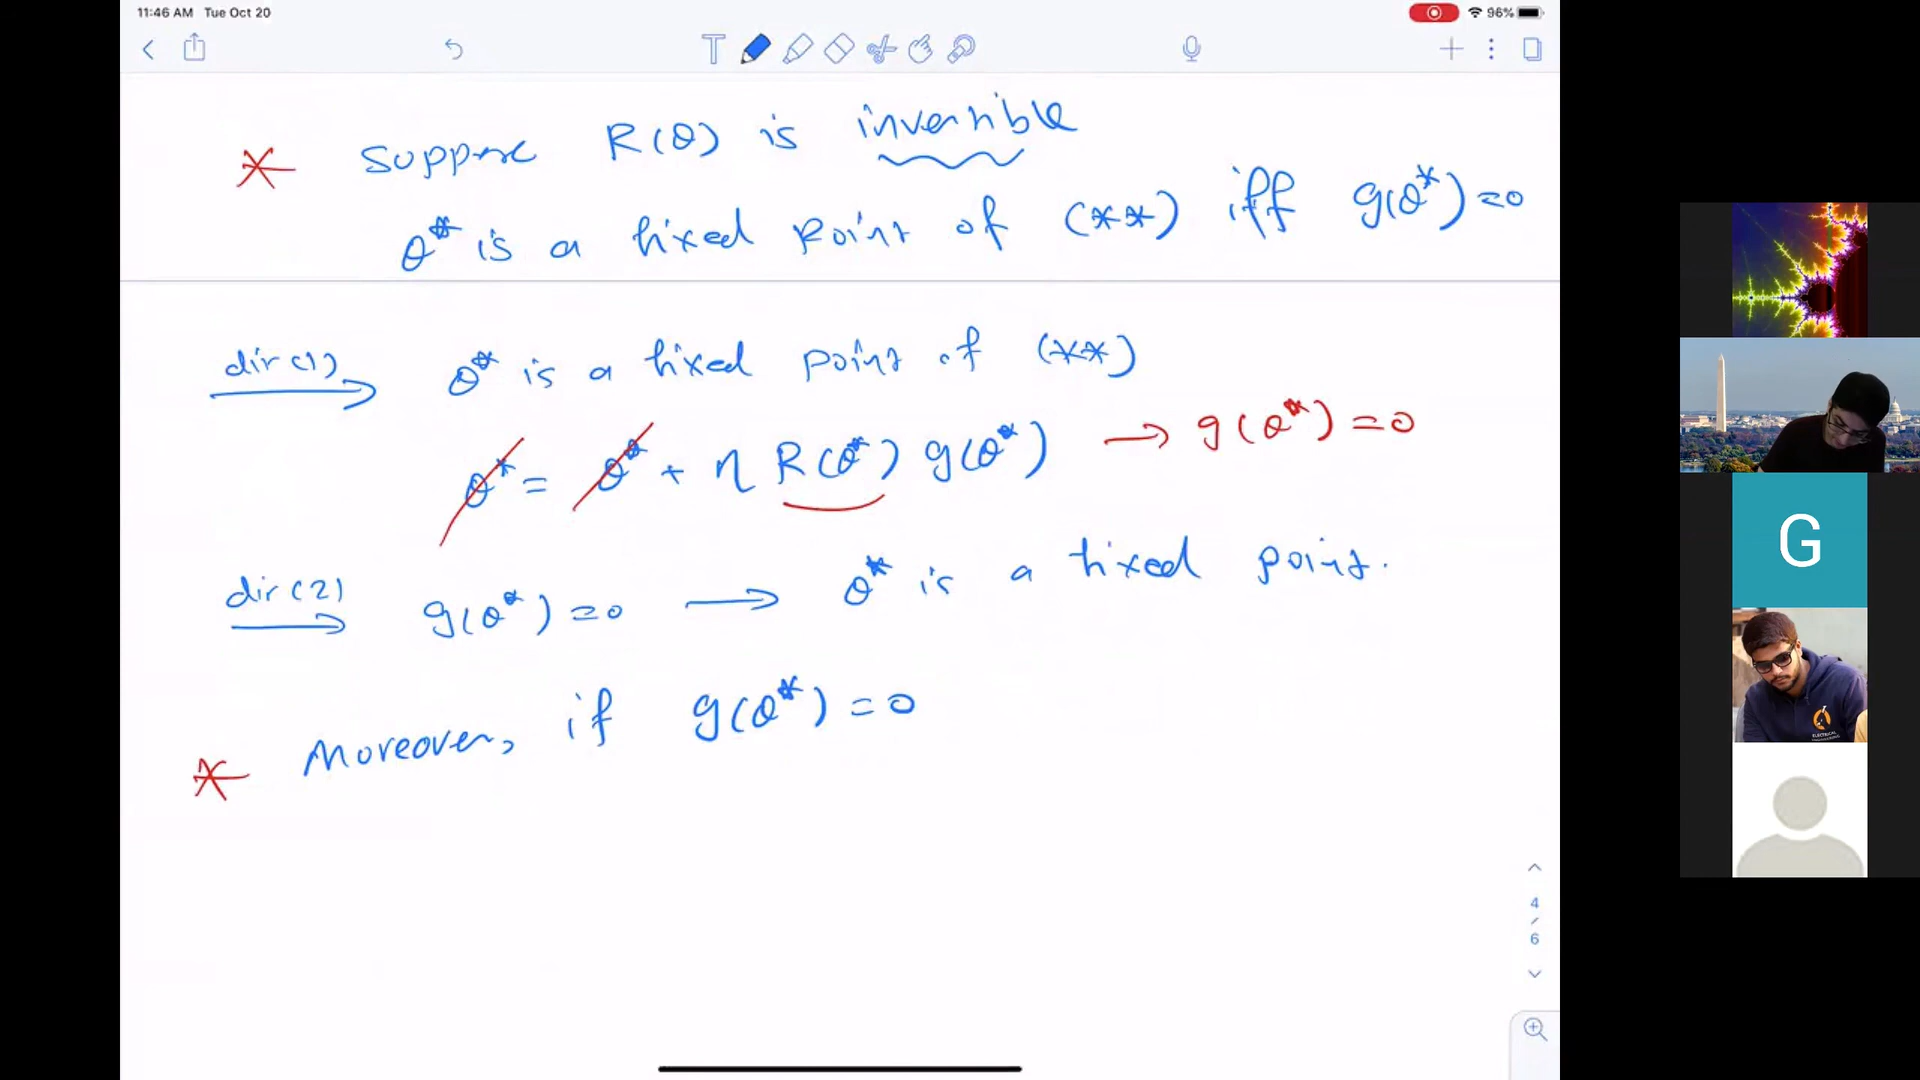 11:46 AM Tue Oct 20
96%
* suppose R(θ) is invertible
θ* is a fixed point of (**) iff g(θ*)=0
dir(1) θ* is a fixed point of (**)
θ* = θ* + η R(θ*) g(θ*) → g(θ*)=0
dir(2) g(θ*)=0 → θ* is a fixed point.
* Moreover, if g(θ*)=0
4
/
6
G